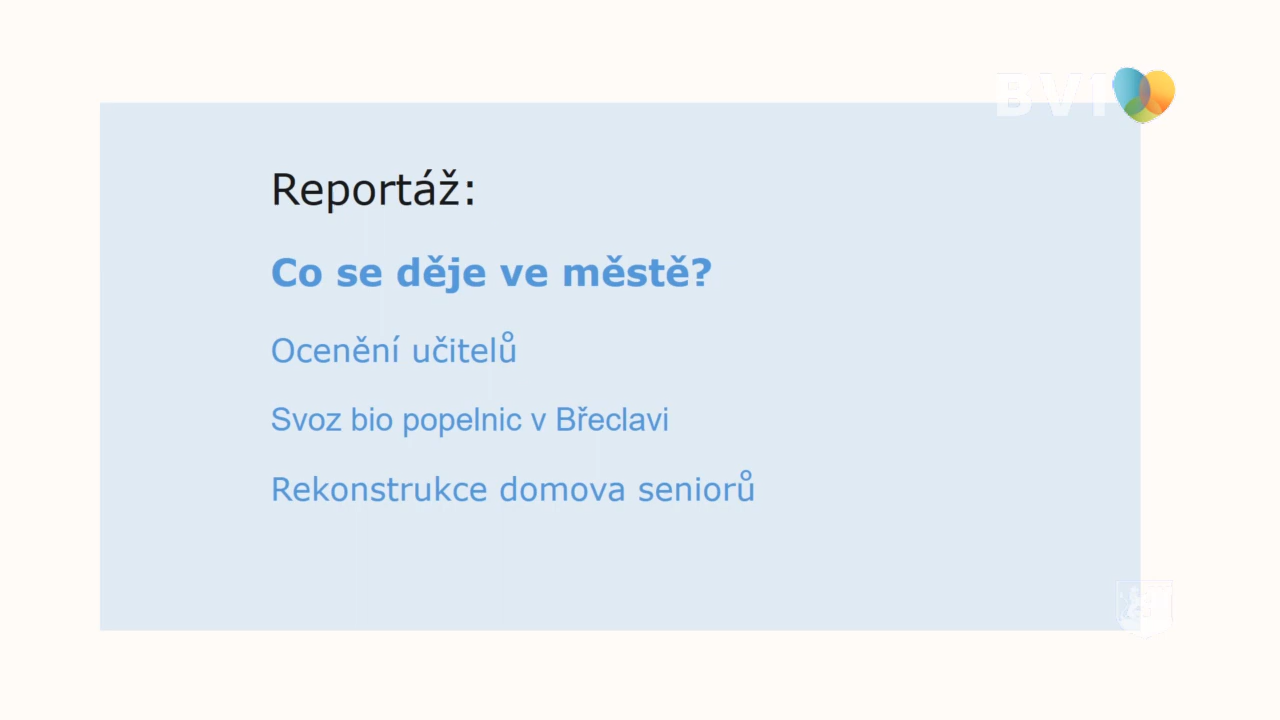 BVI
Reportáž:
Co se děje ve městě?
Ocenění učitelů
Svoz bio popelnic v Břeclavi
Rekonstrukce domova seniorů